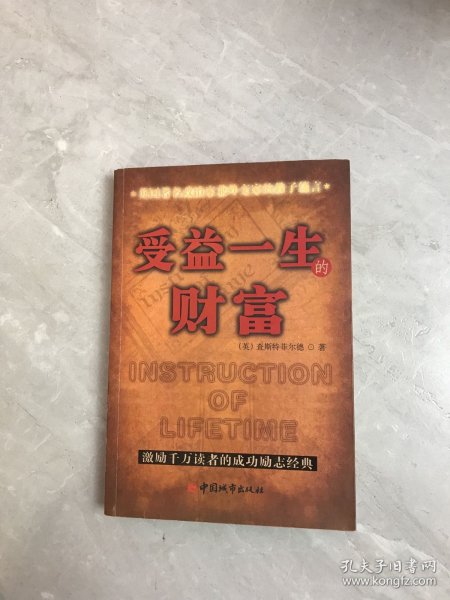 受益一生的
财富
(英)查斯特菲尔德 ⊙ 著
INSTRUCTION
OF
LIFETIME
激励千万读者的成功励志经典
中国城市出版社
孔夫子旧书网
www.kongfz.com